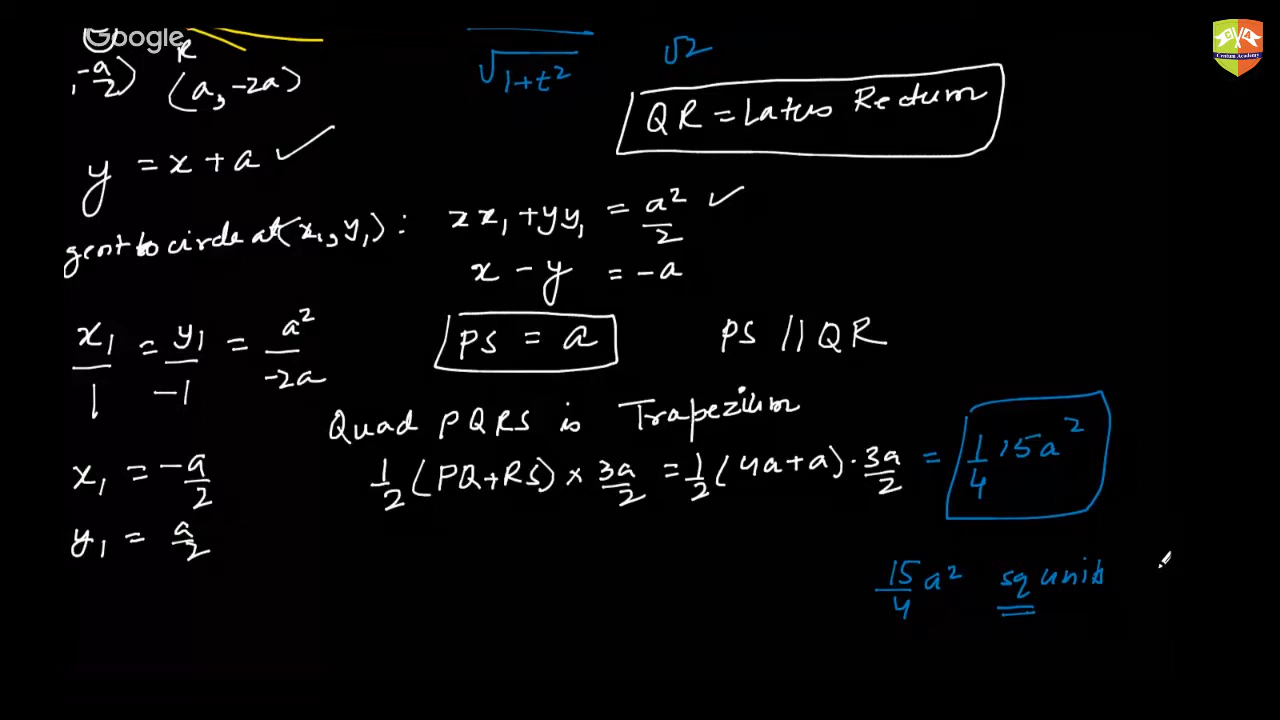 Google
R
, -a/2) (a, -2a)
√1+t² √2
QR = Latus Rectum
y = x + a ✓
gent to circle at (x₁, y₁) : xx₁ + yy₁ = a²/2 ✓
x - y = -a
x₁/1 = y₁/-1 = a²/-2a
PS = a PS // QR
Quad PQRS is Trapezium
x₁ = -a/2
1/2 (PQ+RS) × 3a/2 = 1/2 (4a+a) · 3a/2 = 1/4 15a²
y₁ = a/2
15/4 a² sq units
Centum Academy